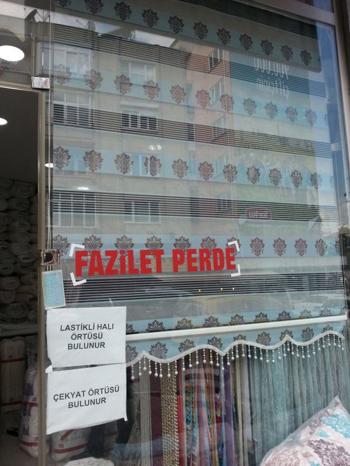 FAZİLET PERDE
LASTİKLİ HALI
ÖRTÜSÜ
BULUNUR
ÇEKYAT ÖRTÜSÜ
BULUNUR